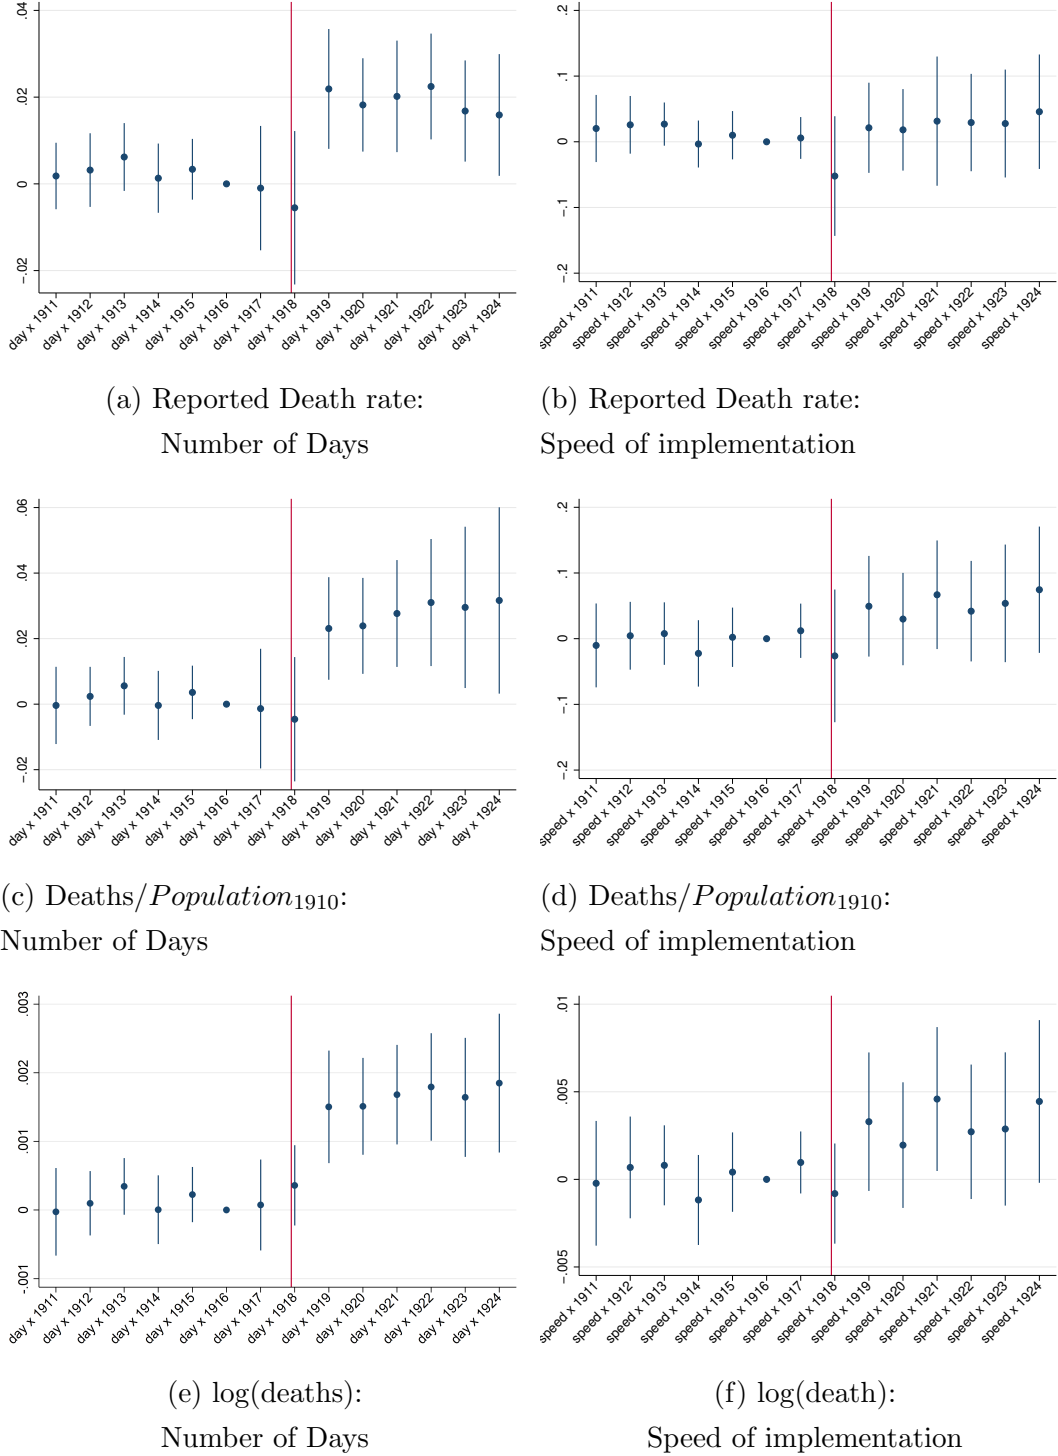 .04
.02
0
-.02
day x 1911
day x 1912
day x 1913
day x 1914
day x 1915
day x 1916
day x 1917
day x 1918
day x 1919
day x 1920
day x 1921
day x 1922
day x 1923
day x 1924
(a) Reported Death rate:
Number of Days
.2
.1
0
-.1
-.2
speed x 1911
speed x 1912
speed x 1913
speed x 1914
speed x 1915
speed x 1916
speed x 1917
speed x 1918
speed x 1919
speed x 1920
speed x 1921
speed x 1922
speed x 1923
speed x 1924
(b) Reported Death rate:
Speed of implementation
.06
.04
.02
0
-.02
day x 1911
day x 1912
day x 1913
day x 1914
day x 1915
day x 1916
day x 1917
day x 1918
day x 1919
day x 1920
day x 1921
day x 1922
day x 1923
day x 1924
(c) Deaths/Population1910:
Number of Days
.2
.1
0
-.1
-.2
speed x 1911
speed x 1912
speed x 1913
speed x 1914
speed x 1915
speed x 1916
speed x 1917
speed x 1918
speed x 1919
speed x 1920
speed x 1921
speed x 1922
speed x 1923
speed x 1924
(d) Deaths/Population1910:
Speed of implementation
.003
.002
.001
0
-.001
day x 1911
day x 1912
day x 1913
day x 1914
day x 1915
day x 1916
day x 1917
day x 1918
day x 1919
day x 1920
day x 1921
day x 1922
day x 1923
day x 1924
(e) log(deaths):
Number of Days
.01
.005
0
-.005
speed x 1911
speed x 1912
speed x 1913
speed x 1914
speed x 1915
speed x 1916
speed x 1917
speed x 1918
speed x 1919
speed x 1920
speed x 1921
speed x 1922
speed x 1923
speed x 1924
(f) log(death):
Speed of implementation